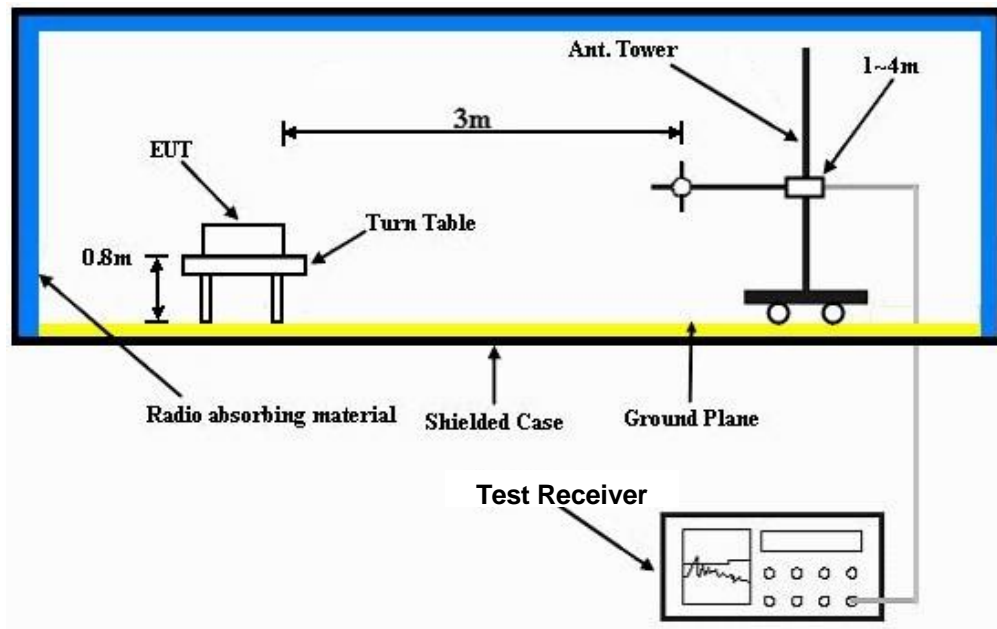 Ant. Tower
1~4m
3m
EUT
Turn Table
0.8m
Radio absorbing material
Shielded Case
Ground Plane
Test Receiver